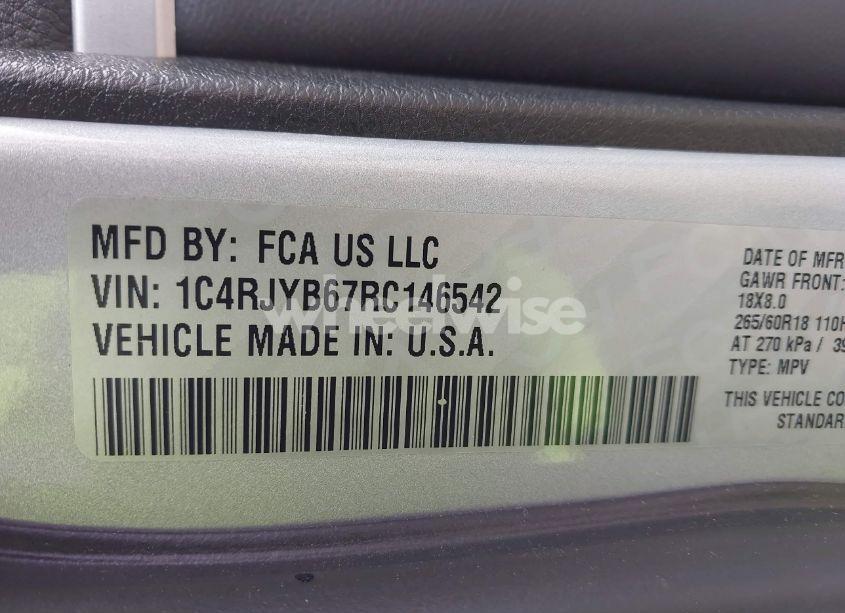 MFD BY: FCA US LLC
VIN: 1C4RJYB67RC146542
VEHICLE MADE IN: U.S.A.
DATE OF MFR
GAWR FRONT:
18X8.0
265/60R18 110H
AT 270 kPa / 39
TYPE: MPV
THIS VEHICLE CO
STANDAR
wheelwise